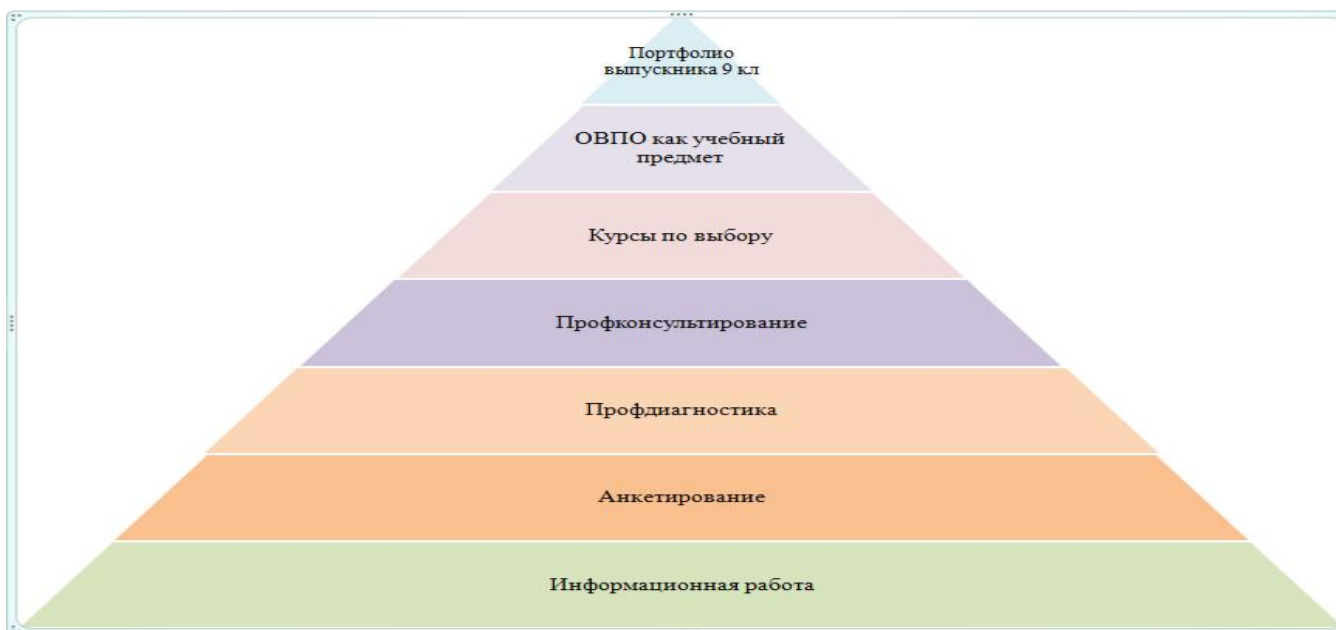 Портфолио
выпускника 9 кл
ОВПО как учебный
предмет
Курсы по выбору
Профконсультирование
Профдиагностика
Анкетирование
Информационная работа